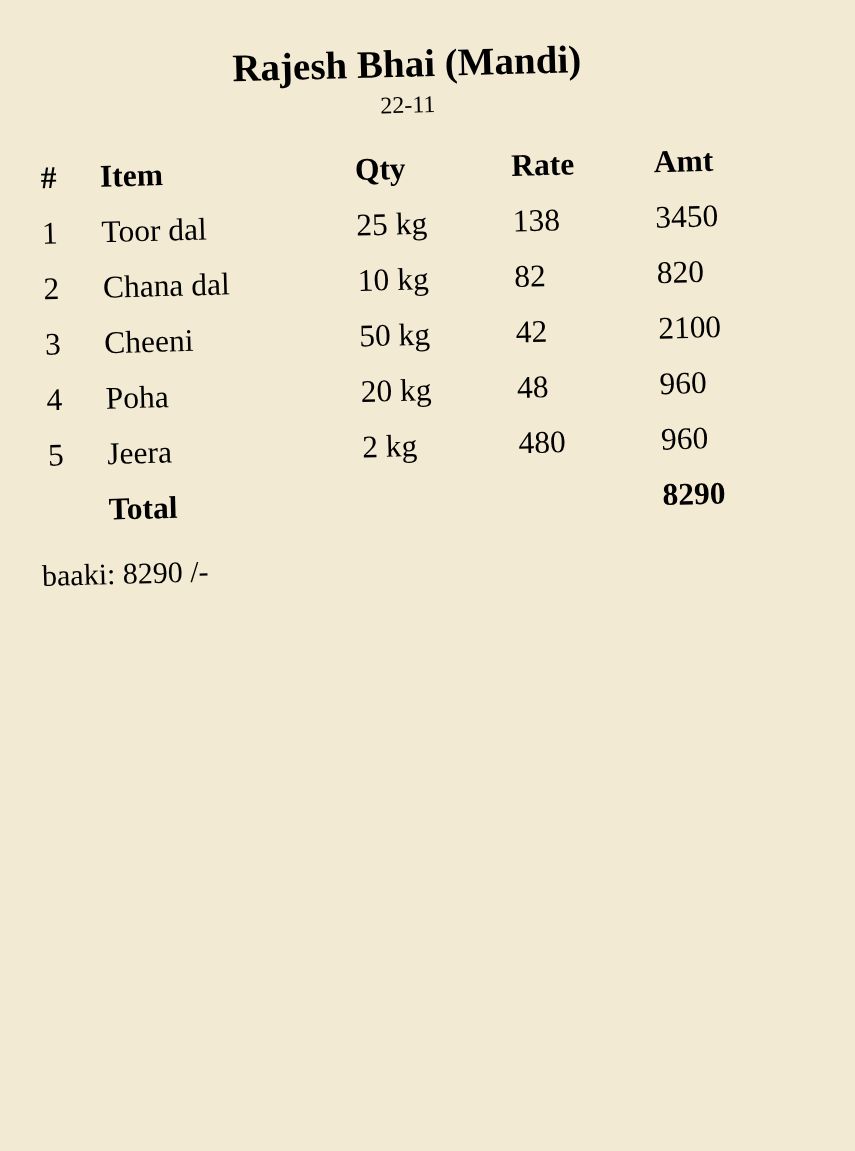 Rajesh Bhai (Mandi)
22-11
# Item Qty Rate Amt
1 Toor dal 25 kg 138 3450
2 Chana dal 10 kg 82 820
3 Cheeni 50 kg 42 2100
4 Poha 20 kg 48 960
5 Jeera 2 kg 480 960
Total 8290
baaki: 8290 /-